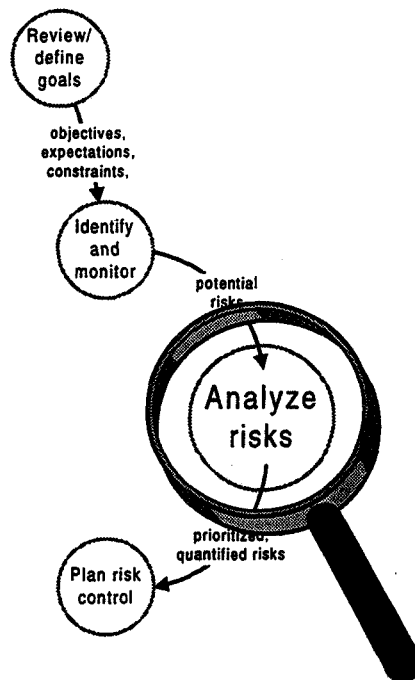 Review/
define
goals
objectives,
expectations,
constraints,
Identify
and
monitor
potential
risks
Analyze
risks
prioritized,
quantified risks
Plan risk
control